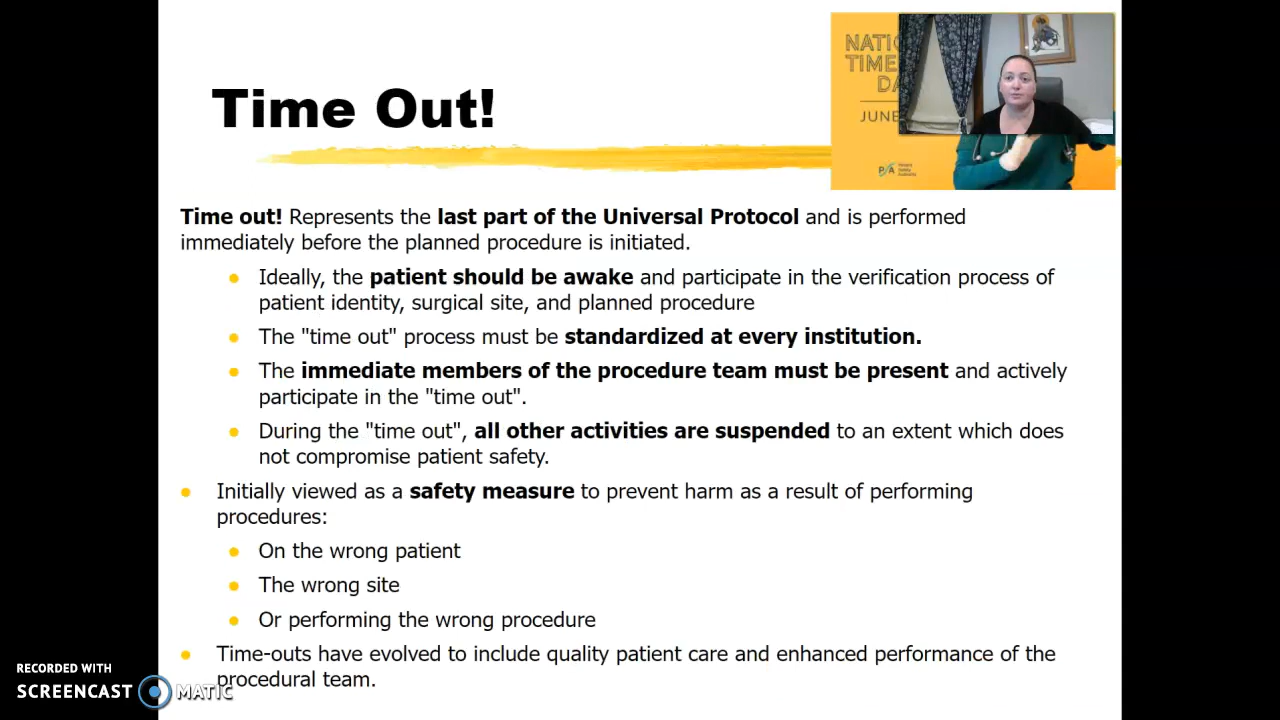 NATIO
TIME
DA
JUNE
Time Out!
Time out! Represents the last part of the Universal Protocol and is performed
immediately before the planned procedure is initiated.
Ideally, the patient should be awake and participate in the verification process of
patient identity, surgical site, and planned procedure
The "time out" process must be standardized at every institution.
The immediate members of the procedure team must be present and actively
participate in the "time out".
During the "time out", all other activities are suspended to an extent which does
not compromise patient safety.
Initially viewed as a safety measure to prevent harm as a result of performing
procedures:
On the wrong patient
The wrong site
Or performing the wrong procedure
Time-outs have evolved to include quality patient care and enhanced performance of the
procedural team.
RECORDED WITH
SCREENCAST MATIC